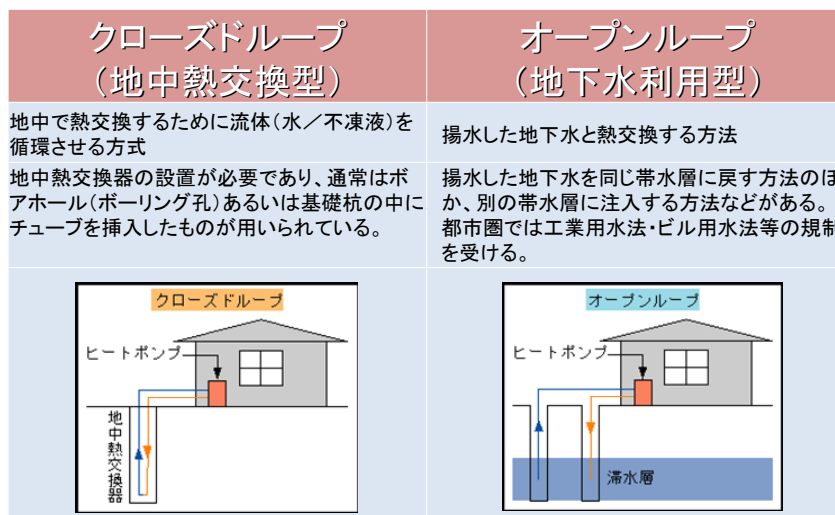 クローズドループ
（地中熱交換型）
オープンループ
（地下水利用型）
地中で熱交換するために流体（水／不凍液）を
循環させる方式
揚水した地下水と熱交換する方法
地中熱交換器の設置が必要であり、通常はボ
アホール（ボーリング孔）あるいは基礎杭の中に
チューブを挿入したものが用いられている。
揚水した地下水を同じ帯水層に戻す方法のほ
か、別の帯水層に注入する方法などがある。
都市圏では工業用水法・ビル用水法等の規制
を受ける。
クローズドループ
ヒートポンプ
地中熱交換器
オープンループ
ヒートポンプ
滞水層